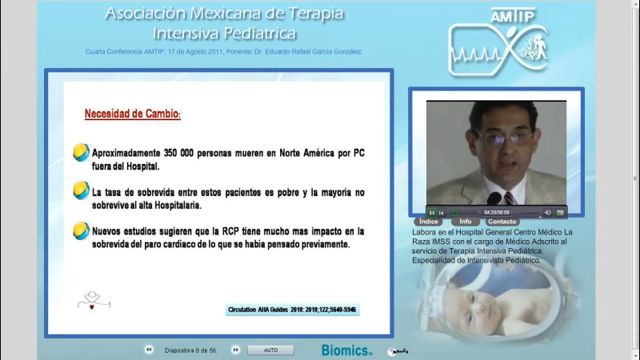 Asociación Mexicana de Terapia
Intensiva Pediatrica
Cuarta Conferencia AMTIP, 17 de Agosto 2011. Ponente: Dr. Eduardo Rafael García González.
AMTIP
Necesidad de Cambio:
Aproximadamente 350 000 personas mueren en Norte América por PC
fuera del Hospital.
La tasa de sobrevida entre estos pacientes es pobre y la mayoria no
sobrevive al alta Hospitalaria.
Nuevos estudios sugieren que la RCP tiene mucho mas impacto en la
sobrevida del paro cardiaco de lo que se habia pensado previamente.
Circulation AHA Guides 2010: 2010;122;S640-S946
Índice Info Contacto
Labora en el Hospital General Centro Médico La
Raza IMSS con el cargo de Médico Adscrito al
servicio de Terapia Intensiva Pediátrica.
Especialidad de Intensivista Pediátrico.
Diapositiva 6 de 56.
AUTO
Biomics